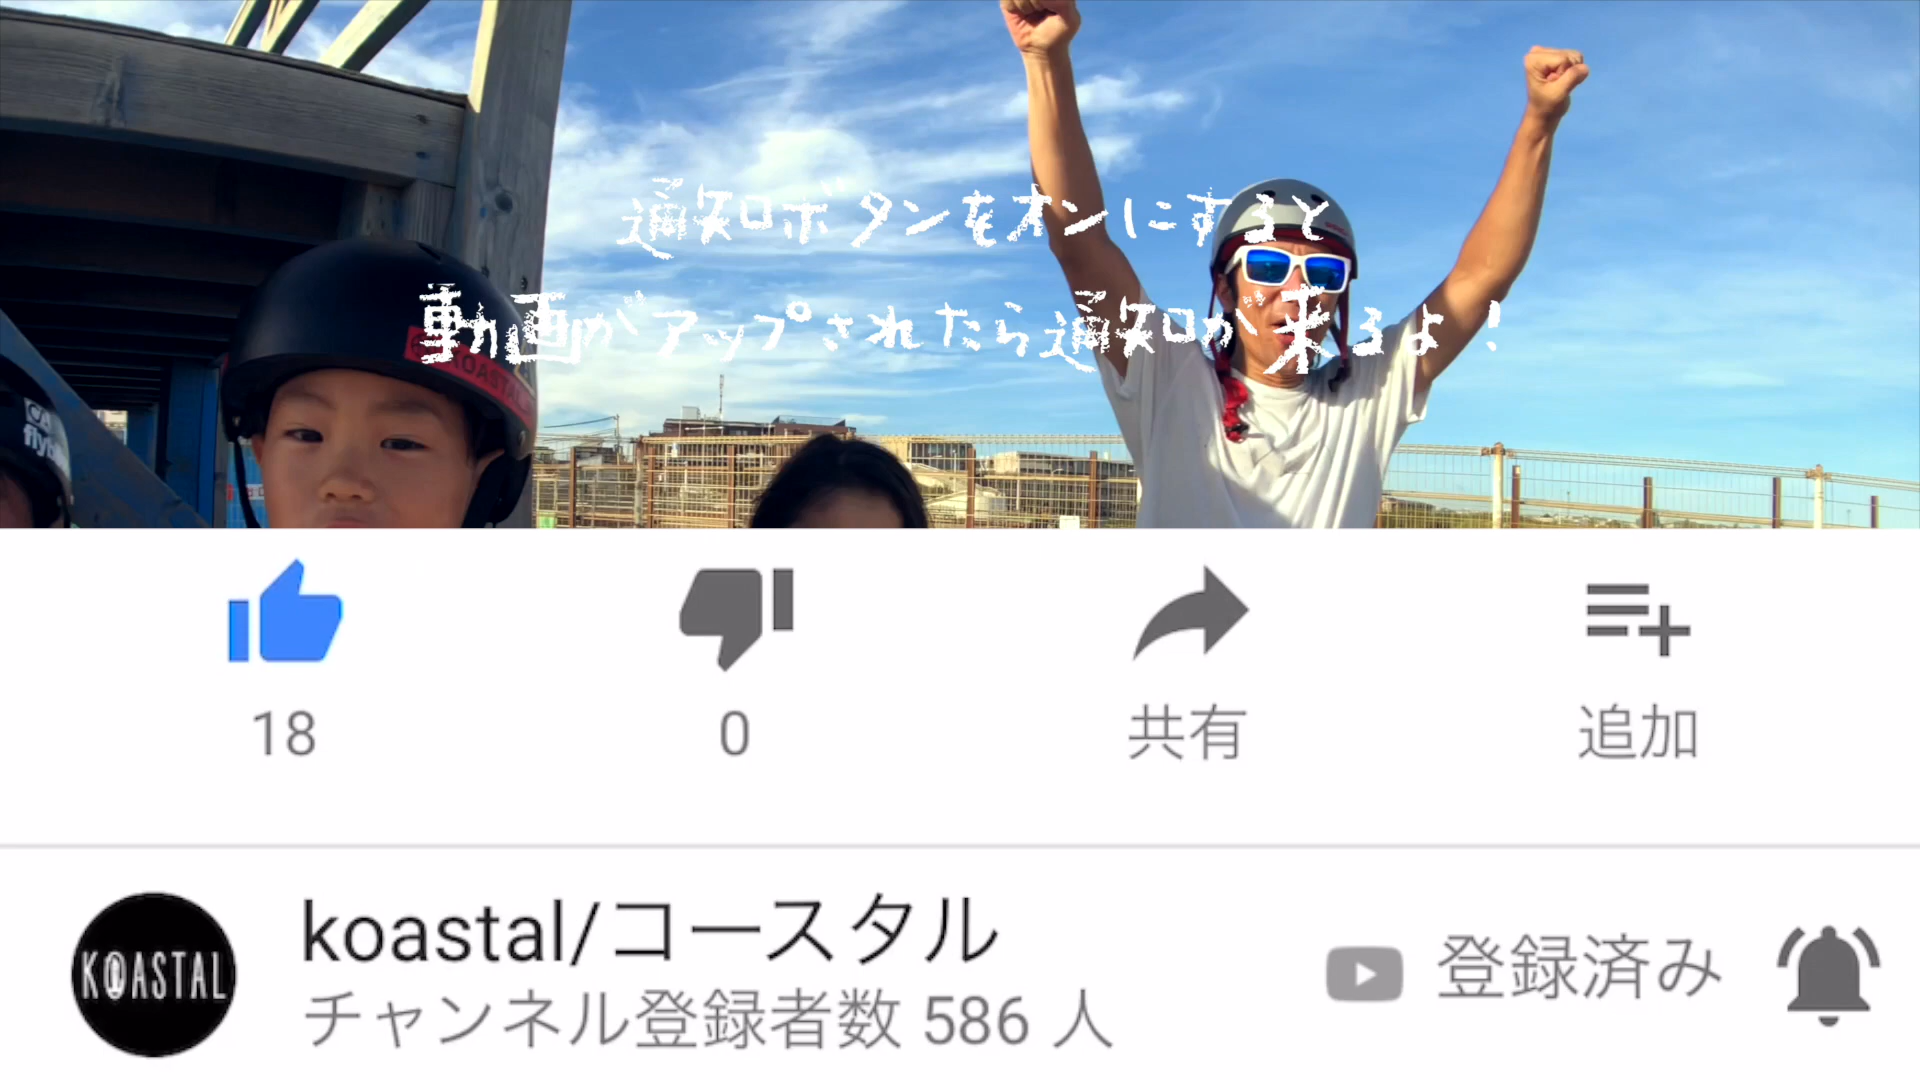 通知ボタンをオンにすると
動画がアップされたら通知が来るよ！
KOASTAL
18
0
共有
追加
KOASTAL
koastal/コースタル
チャンネル登録者数 586 人
登録済み